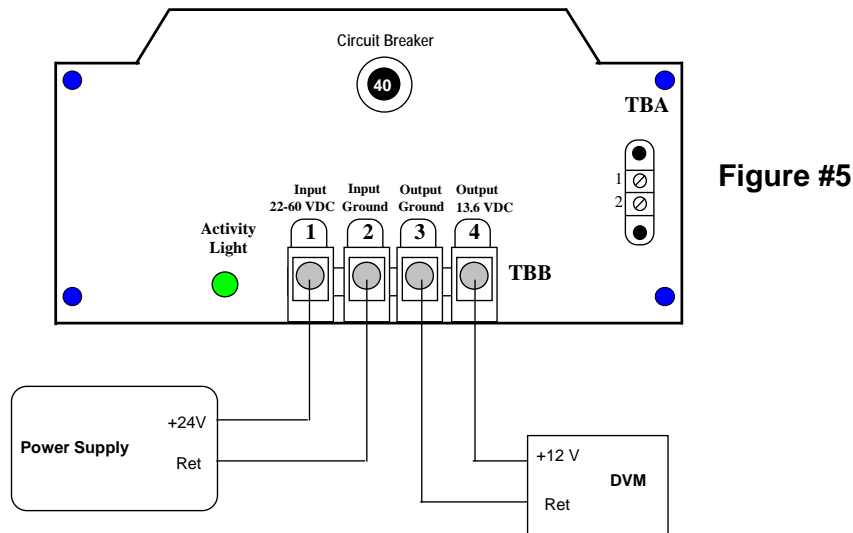 Circuit Breaker
40
TBA
1
2
Figure #5
Input
22-60 VDC
Input
Ground
Output
Ground
Output
13.6 VDC
Activity
Light
1
2
3
4
TBB
Power Supply
+24V
Ret
+12 V
DVM
Ret